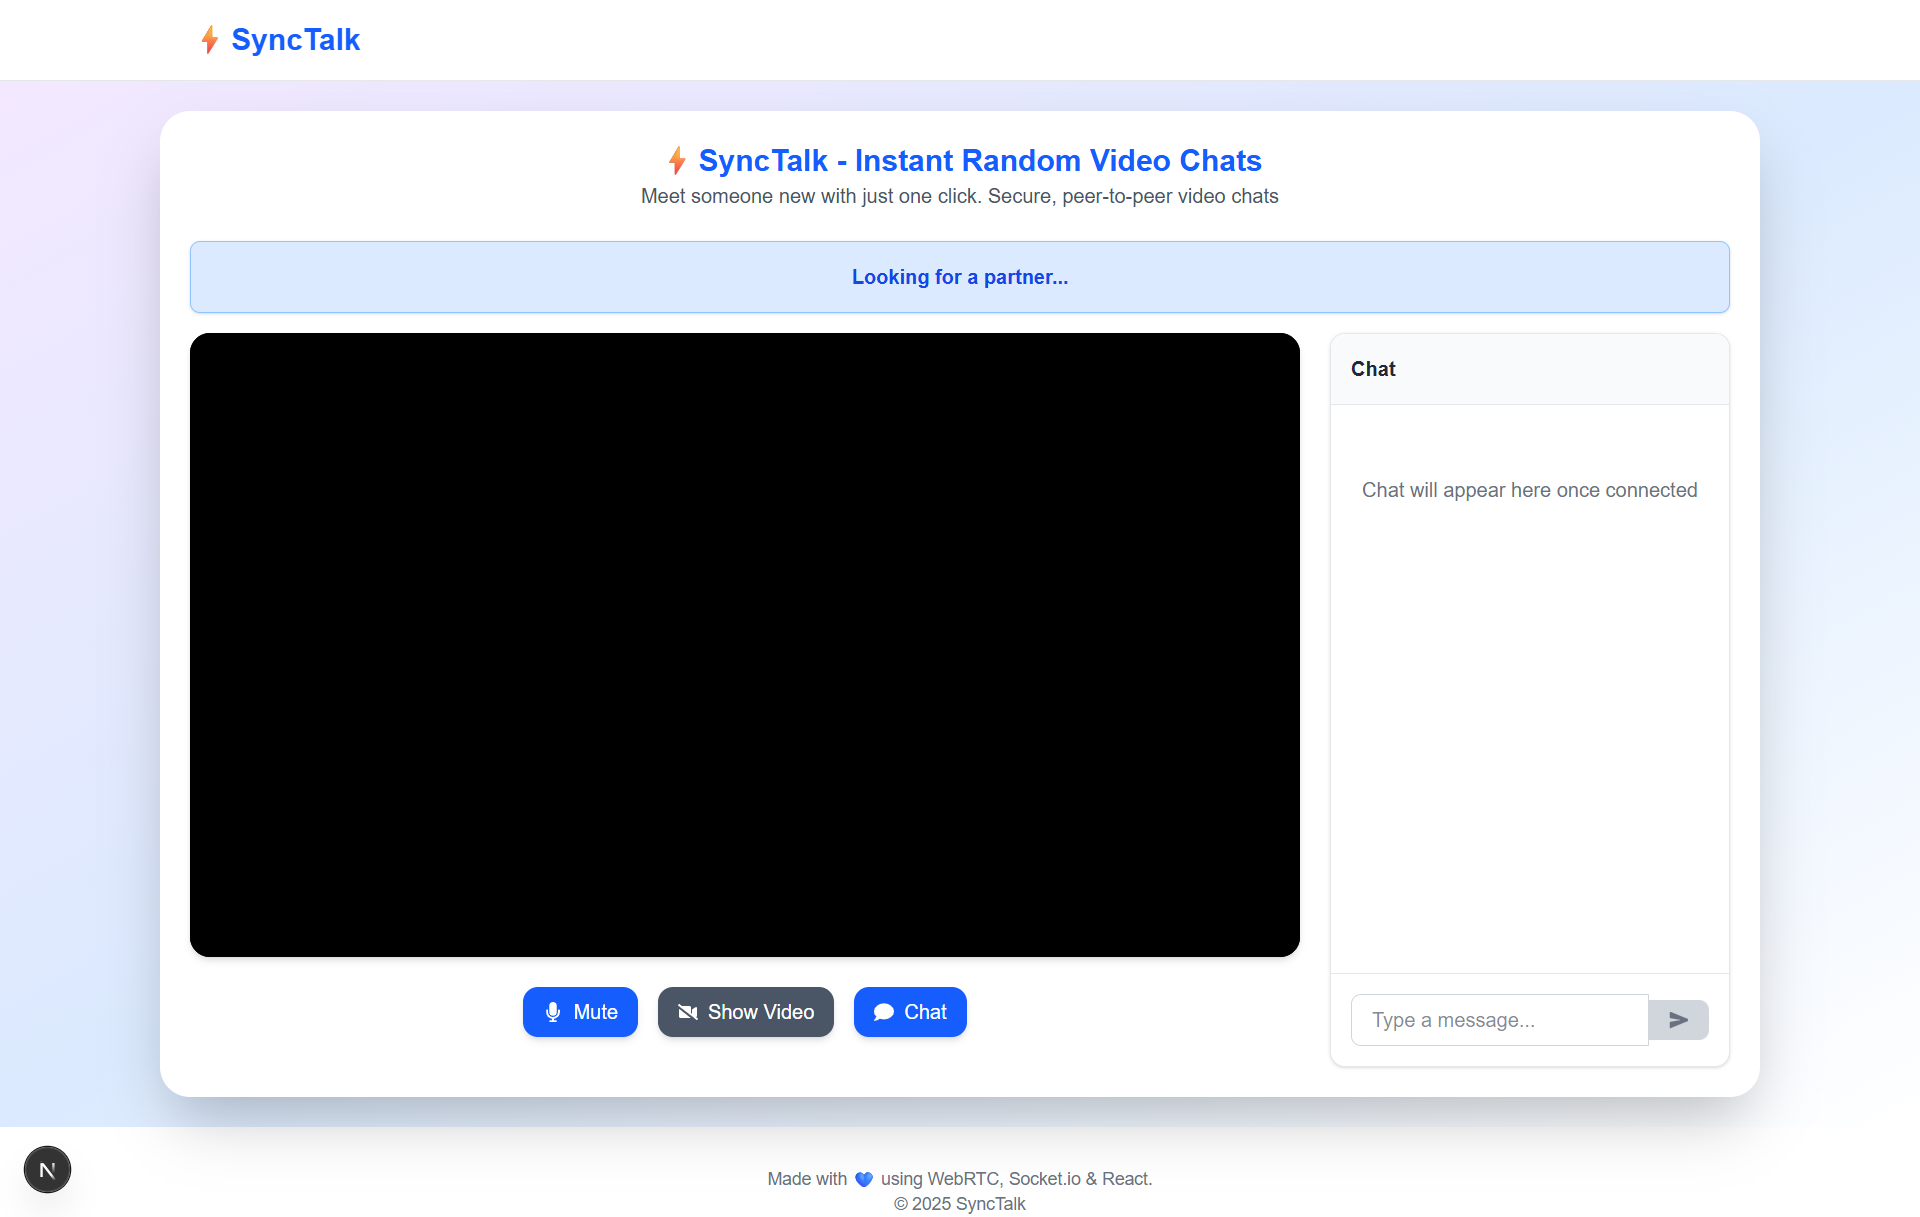 SyncTalk
SyncTalk - Instant Random Video Chats
Meet someone new with just one click. Secure, peer-to-peer video chats
Looking for a partner...
Chat
Chat will appear here once connected
Type a message...
Mute
Show Video
Chat
N
Made with 💙 using WebRTC, Socket.io & React.
© 2025 SyncTalk